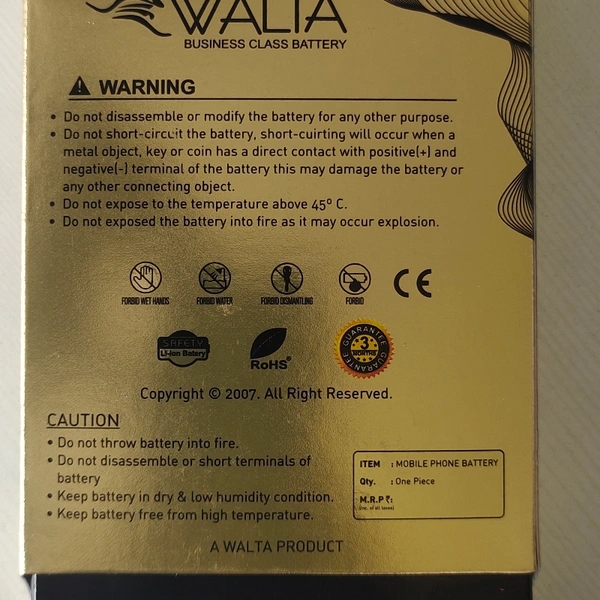 WALTA
BUSINESS CLASS BATTERY
WARNING
• Do not disassemble or modify the battery for any other purpose.
• Do not short-circuit the battery, short-cuirting will occur when a
metal object, key or coin has a direct contact with positive(+) and
negative(-) terminal of the battery this may damage the battery or
any other connecting object.
• Do not expose to the temperature above 45º C.
• Do not exposed the battery into fire as it may occur explosion.
FORBID WET HANDS
FORBID WATER
FORBID DISMANTLING
FORBID
CE
SAFETY
Li-ion Batery
RoHS
GUARANTEE
3
MONTHS
GUARANTEE
Copyright © 2007. All Right Reserved.
CAUTION
• Do not throw battery into fire.
• Do not disassemble or short terminals of
battery
• Keep battery in dry & low humidity condition.
• Keep battery free from high temperature.
ITEM : MOBILE PHONE BATTERY
Qty. : One Piece
M.R.P ₹:
(inc. of all taxes)
A WALTA PRODUCT